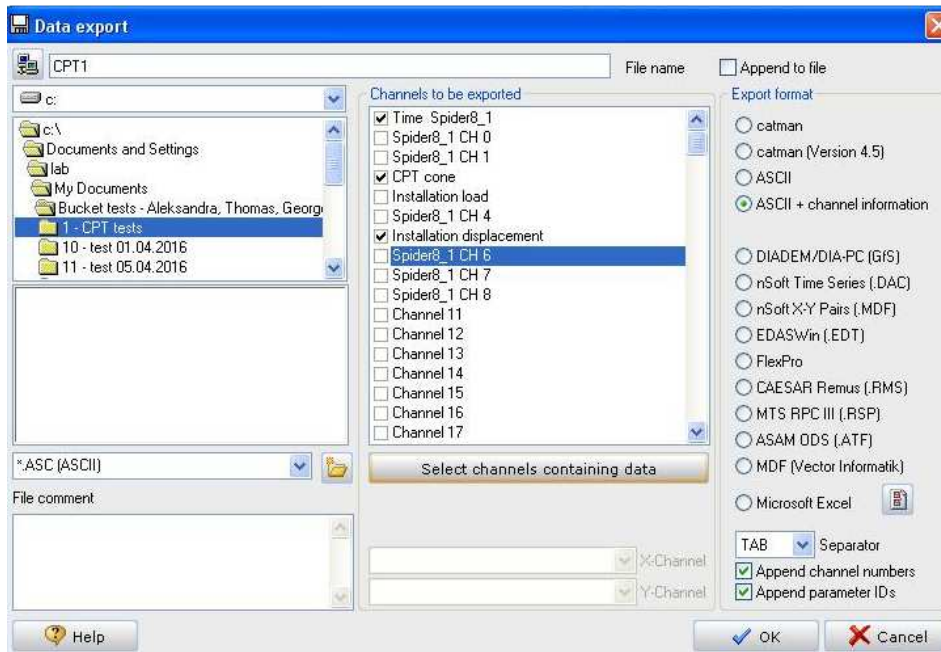 Data export
CPT1
File name
Append to file
c:
c:\
Documents and Settings
lab
My Documents
Bucket tests - Aleksandra, Thomas, Georg
1 - CPT tests
10 - test 01.04.2016
11 - test 05.04.2016
*.ASC (ASCII)
File comment
Channels to be exported
Time Spider8_1
Spider8_1 CH 0
Spider8_1 CH 1
CPT cone
Installation load
Spider8_1 CH 4
Installation displacement
Spider8_1 CH 6
Spider8_1 CH 7
Spider8_1 CH 8
Channel 11
Channel 12
Channel 13
Channel 14
Channel 15
Channel 16
Channel 17
Select channels containing data
X-Channel
Y-Channel
Export format
catman
catman (Version 4.5)
ASCII
ASCII + channel information
DIADEM/DIA-PC (GfS)
nSoft Time Series (.DAC)
nSoft X-Y Pairs (.MDF)
EDASWin (.EDT)
FlexPro
CAESAR Remus (.RMS)
MTS RPC III (.RSP)
ASAM ODS (.ATF)
MDF (Vector Informatik)
Microsoft Excel
TAB
Separator
Append channel numbers
Append parameter IDs
Help
OK
Cancel